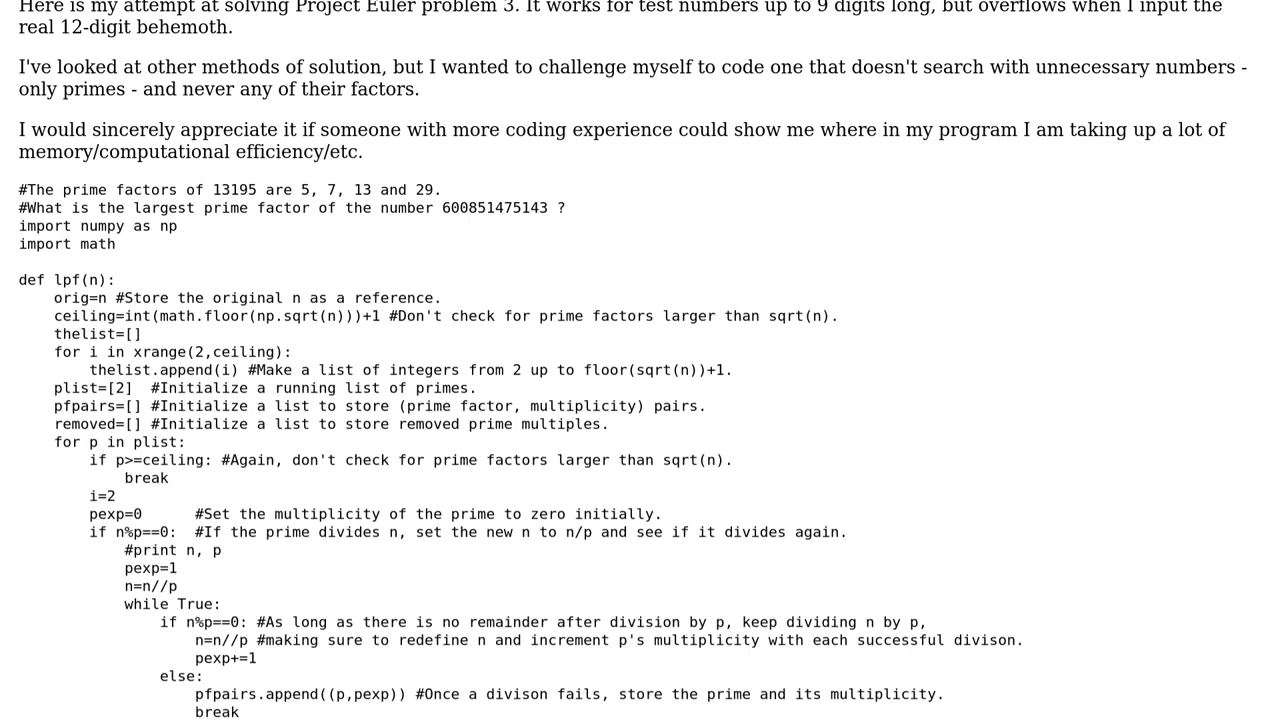 Here is my attempt at solving Project Euler problem 3. It works for test numbers up to 9 digits long, but overflows when I input the
real 12-digit behemoth.
I've looked at other methods of solution, but I wanted to challenge myself to code one that doesn't search with unnecessary numbers -
only primes - and never any of their factors.
I would sincerely appreciate it if someone with more coding experience could show me where in my program I am taking up a lot of
memory/computational efficiency/etc.
#The prime factors of 13195 are 5, 7, 13 and 29.
#What is the largest prime factor of the number 600851475143 ?
import numpy as np
import math
def lpf(n):
    orig=n #Store the original n as a reference.
    ceiling=int(math.floor(np.sqrt(n)))+1 #Don't check for prime factors larger than sqrt(n).
    thelist=[]
    for i in xrange(2,ceiling):
        thelist.append(i) #Make a list of integers from 2 up to floor(sqrt(n))+1.
    plist=[2]  #Initialize a running list of primes.
    pfpairs=[] #Initialize a list to store (prime factor, multiplicity) pairs.
    removed=[] #Initialize a list to store removed prime multiples.
    for p in plist:
        if p>=ceiling: #Again, don't check for prime factors larger than sqrt(n).
            break
        i=2
        pexp=0      #Set the multiplicity of the prime to zero initially.
        if n%p==0:  #If the prime divides n, set the new n to n/p and see if it divides again.
            #print n, p
            pexp=1
            n=n//p
            while True:
                if n%p==0: #As long as there is no remainder after division by p, keep dividing n by p,
                    n=n//p #making sure to redefine n and increment p's multiplicity with each successful divison.
                    pexp+=1
                else:
                    pfpairs.append((p,pexp)) #Once a divison fails, store the prime and its multiplicity.
                    break